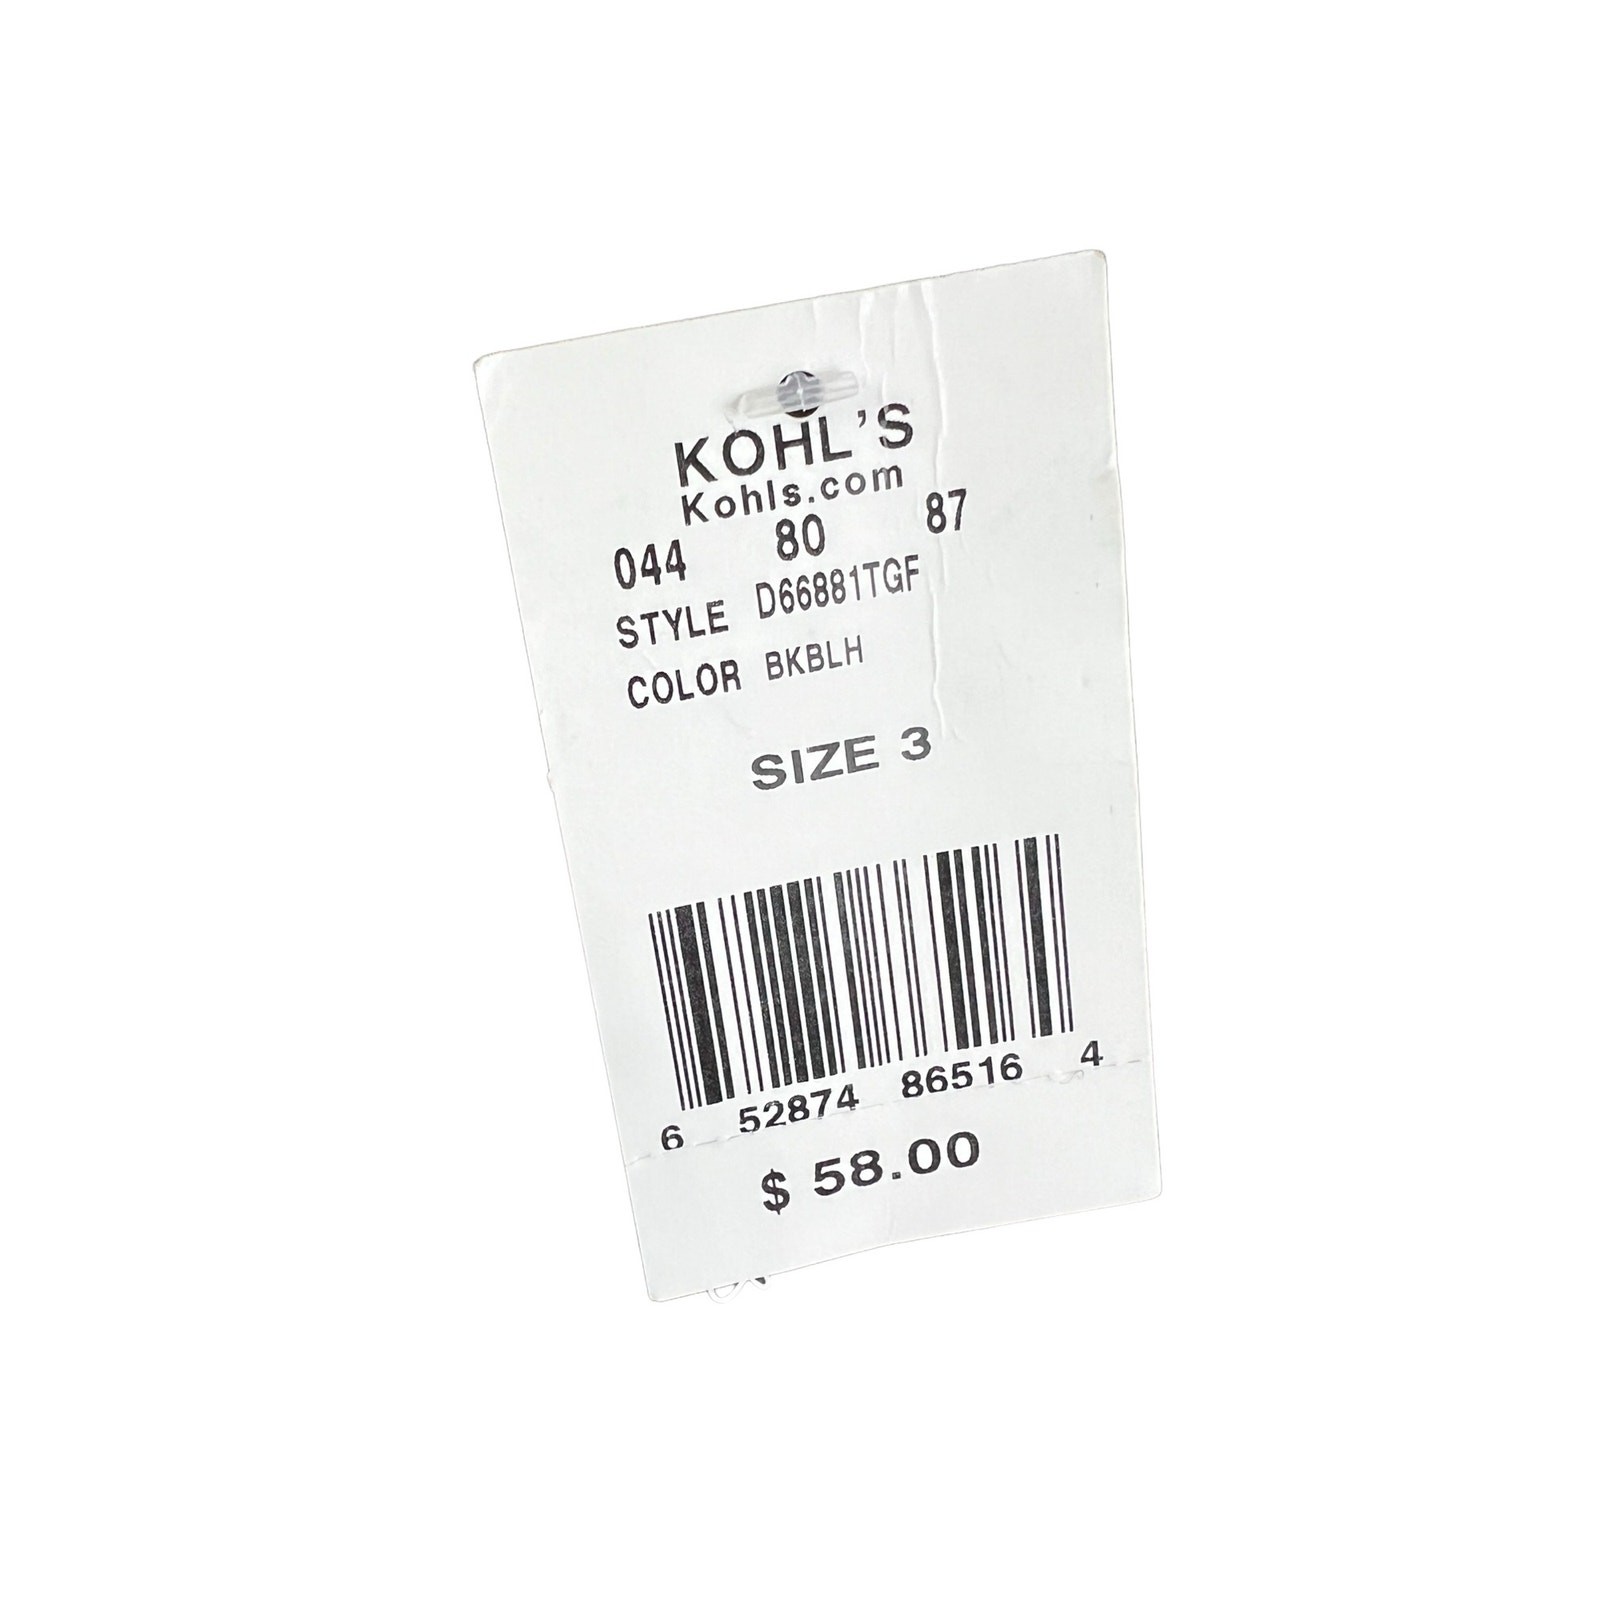 KOHL'S
Kohls.com
044 80 87
STYLE D66881TGF
COLOR BKBLH
SIZE 3
6 52874 86516 4
$ 58.00